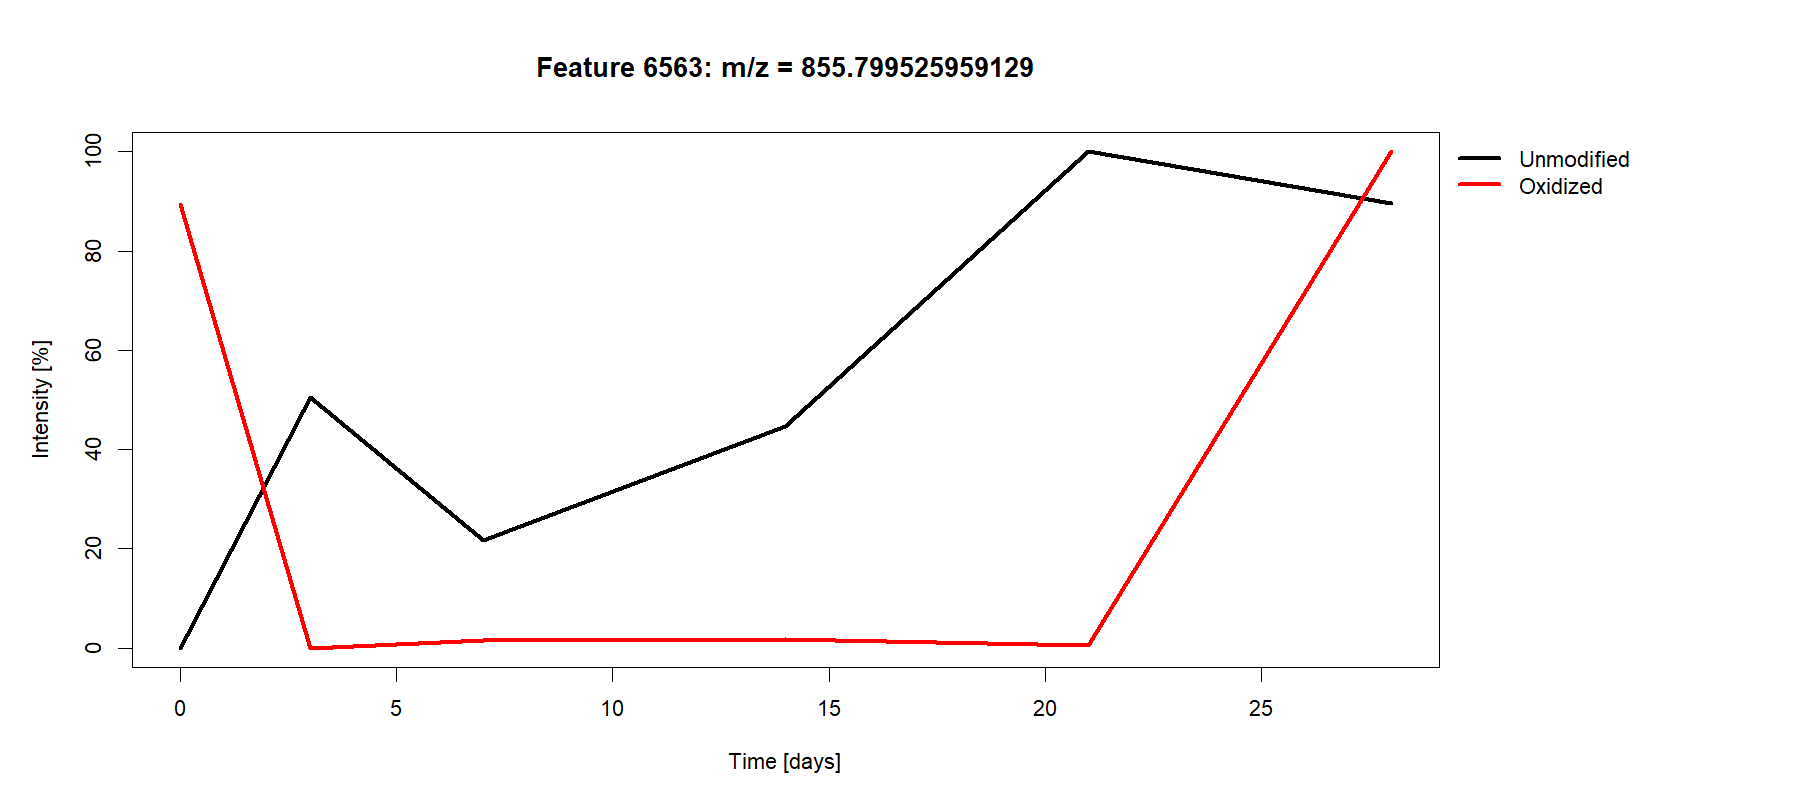 Feature 6563: m/z = 855.799525959129
Unmodified
Oxidized
Intensity [%]
100
80
60
40
20
0
0 5 10 15 20 25
Time [days]